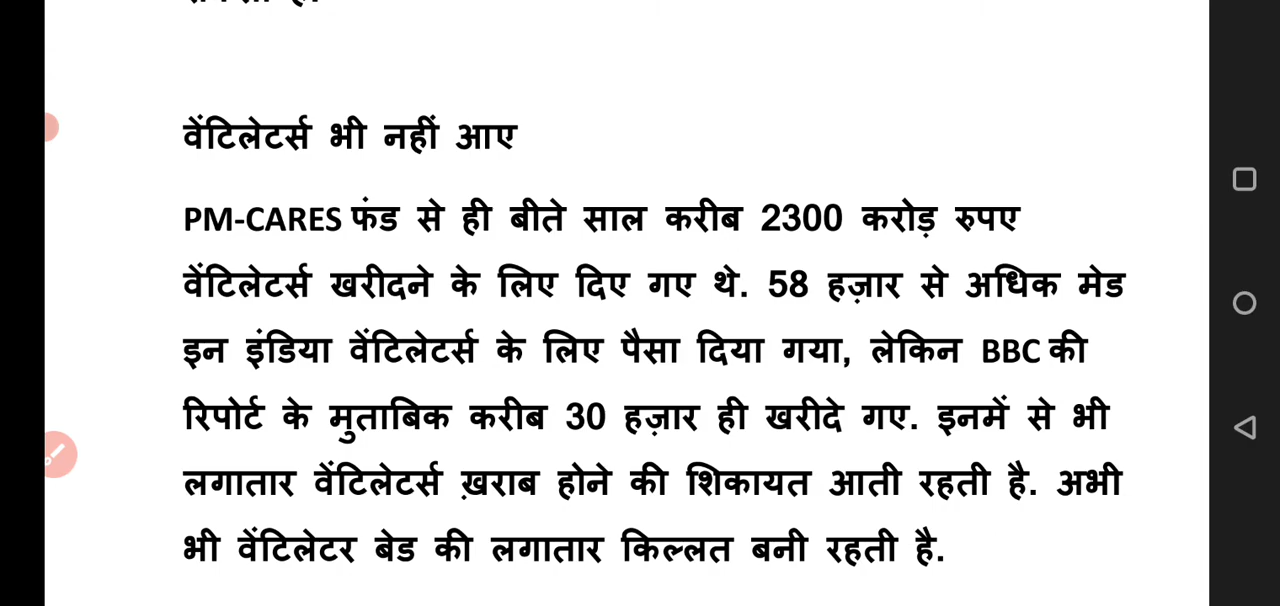 वेंटिलेटर्स भी नहीं आए
PM-CARES फंड से ही बीते साल करीब 2300 करोड़ रुपए
वेंटिलेटर्स खरीदने के लिए दिए गए थे. 58 हज़ार से अधिक मेड
इन इंडिया वेंटिलेटर्स के लिए पैसा दिया गया, लेकिन BBC की
रिपोर्ट के मुताबिक करीब 30 हज़ार ही खरीदे गए. इनमें से भी
लगातार वेंटिलेटर्स ख़राब होने की शिकायत आती रहती है. अभी
भी वेंटिलेटर बेड की लगातार किल्लत बनी रहती है.